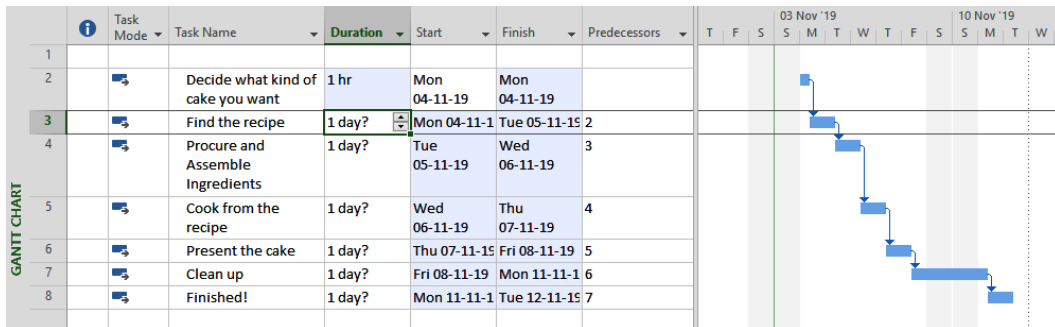 03 Nov '19 10 Nov '19
Task
Mode Task Name Duration Start Finish Predecessors T F S S M T W T F S S M T W
1
2 Decide what kind of 1 hr Mon Mon
cake you want 04-11-19 04-11-19
3 Find the recipe 1 day? Mon 04-11-1 Tue 05-11-19 2
4 Procure and 1 day? Tue Wed 3
Assemble 05-11-19 06-11-19
Ingredients
5 Cook from the 1 day? Wed Thu 4
recipe 06-11-19 07-11-19
6 Present the cake 1 day? Thu 07-11-19 Fri 08-11-19 5
7 Clean up 1 day? Fri 08-11-19 Mon 11-11-1 6
8 Finished! 1 day? Mon 11-11-1 Tue 12-11-19 7
GANTT CHART